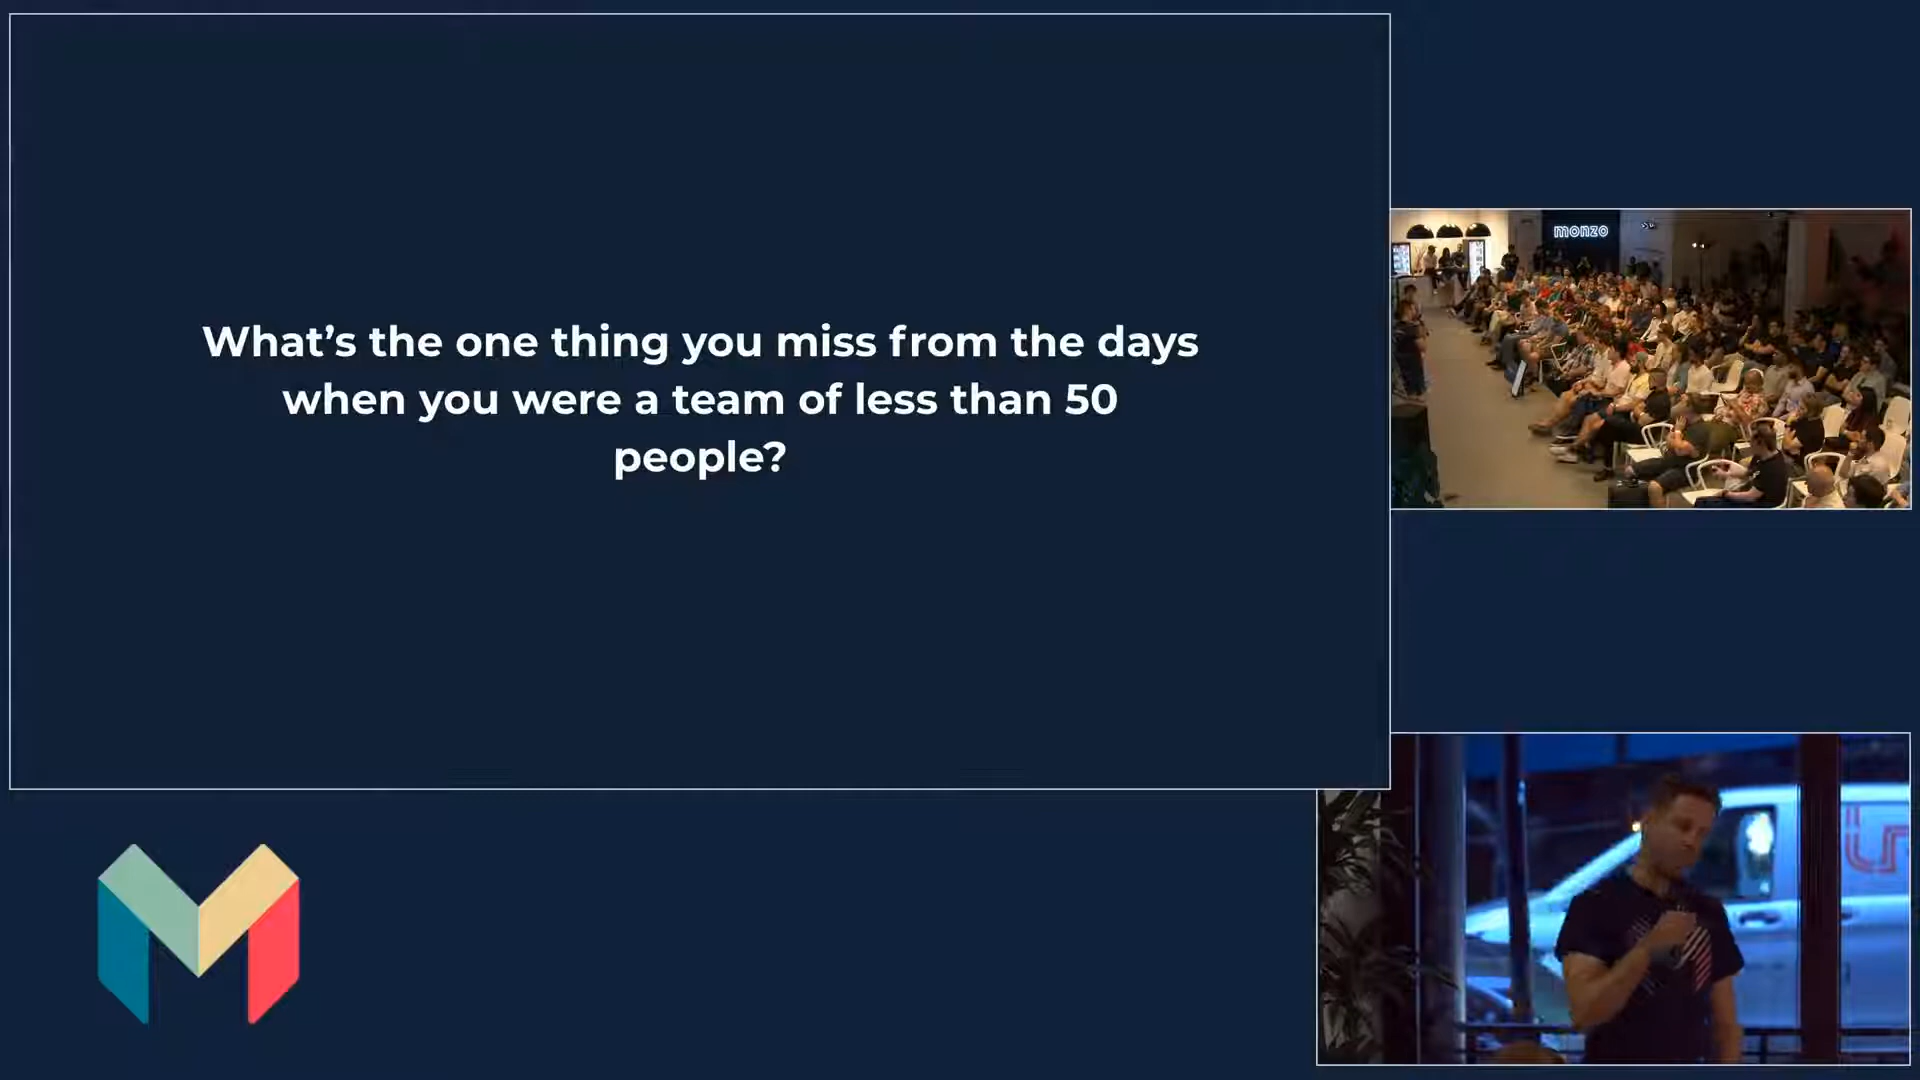 What’s the one thing you miss from the days
when you were a team of less than 50
people?
monzo